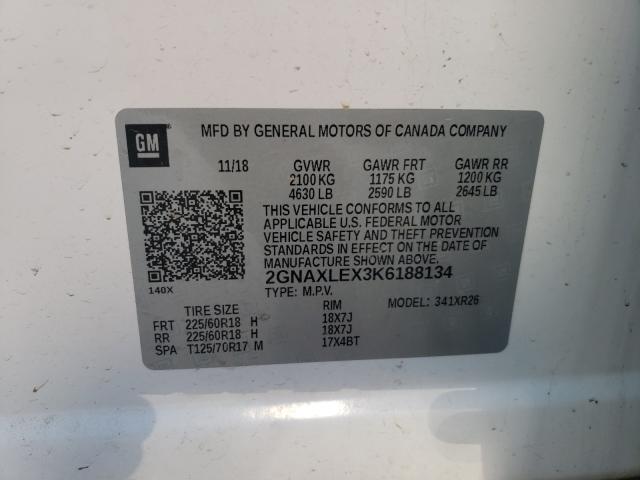 GM
MFD BY GENERAL MOTORS OF CANADA COMPANY
11/18 GVWR GAWR FRT GAWR RR
2100 KG 1175 KG 1200 KG
4630 LB 2590 LB 2645 LB
THIS VEHICLE CONFORMS TO ALL
APPLICABLE U.S. FEDERAL MOTOR
VEHICLE SAFETY AND THEFT PREVENTION
STANDARDS IN EFFECT ON THE DATE OF
MANUFACTURE SHOWN ABOVE.
140X
2GNAXLEX3K6188134
TYPE: M.P.V. MODEL: 341XR26
TIRE SIZE RIM
FRT 225/60R18 H 18X7J
RR 225/60R18 H 18X7J
SPA T125/70R17 M 17X4BT